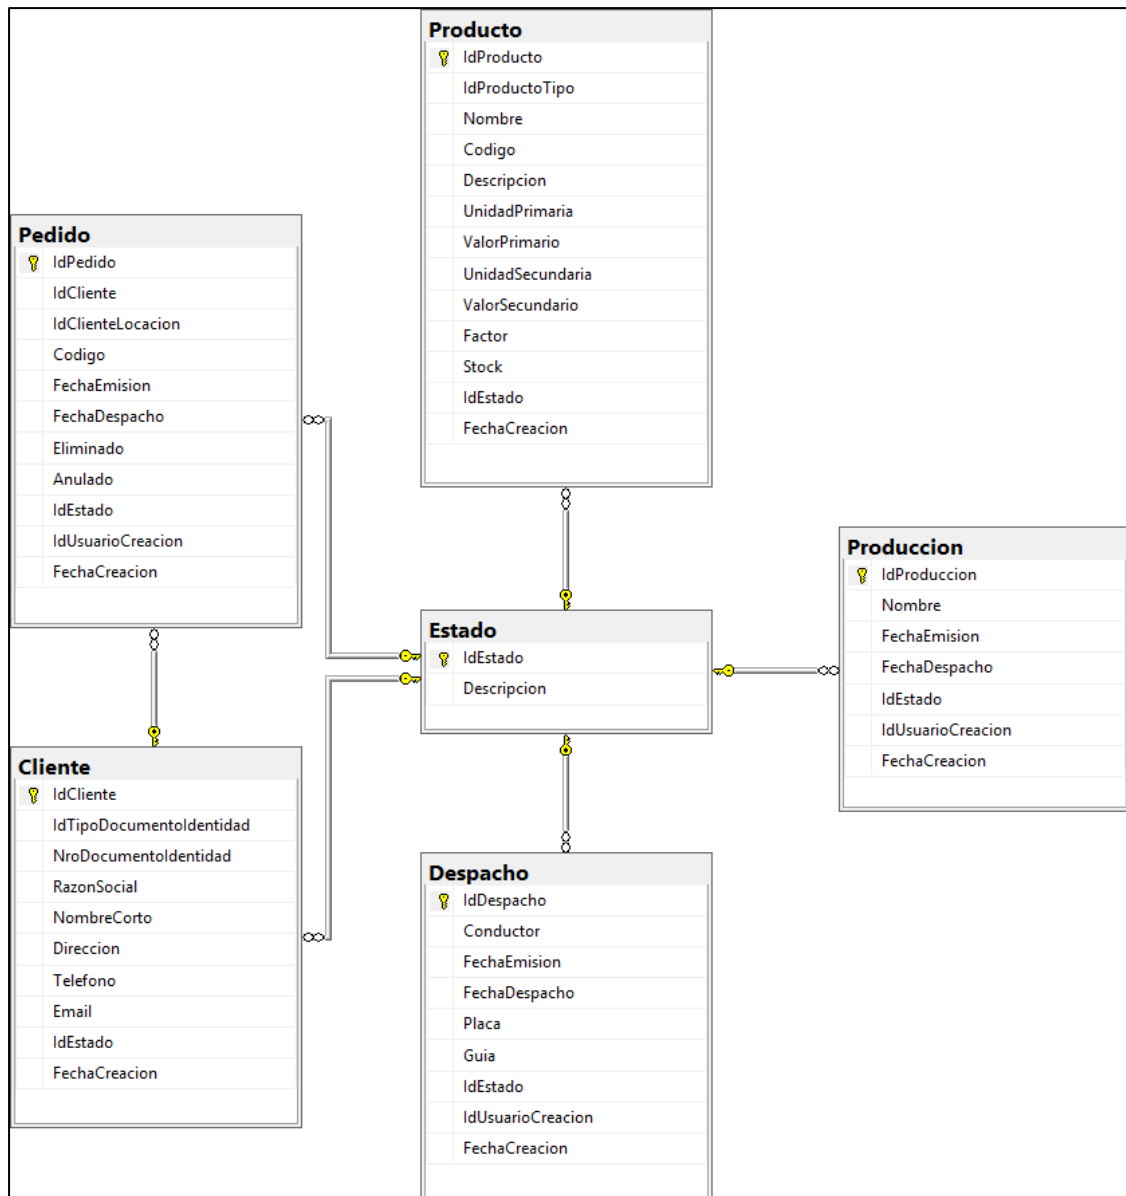 Producto
IdProducto
IdProductoTipo
Nombre
Codigo
Descripcion
UnidadPrimaria
ValorPrimario
UnidadSecundaria
ValorSecundario
Factor
Stock
IdEstado
FechaCreacion
Pedido
IdPedido
IdCliente
IdClienteLocacion
Codigo
FechaEmision
FechaDespacho
Eliminado
Anulado
IdEstado
IdUsuarioCreacion
FechaCreacion
Estado
IdEstado
Descripcion
Produccion
IdProduccion
Nombre
FechaEmision
FechaDespacho
IdEstado
IdUsuarioCreacion
FechaCreacion
Cliente
IdCliente
IdTipoDocumentoIdentidad
NroDocumentoIdentidad
RazonSocial
NombreCorto
Direccion
Telefono
Email
IdEstado
FechaCreacion
Despacho
IdDespacho
Conductor
FechaEmision
FechaDespacho
Placa
Guia
IdEstado
IdUsuarioCreacion
FechaCreacion